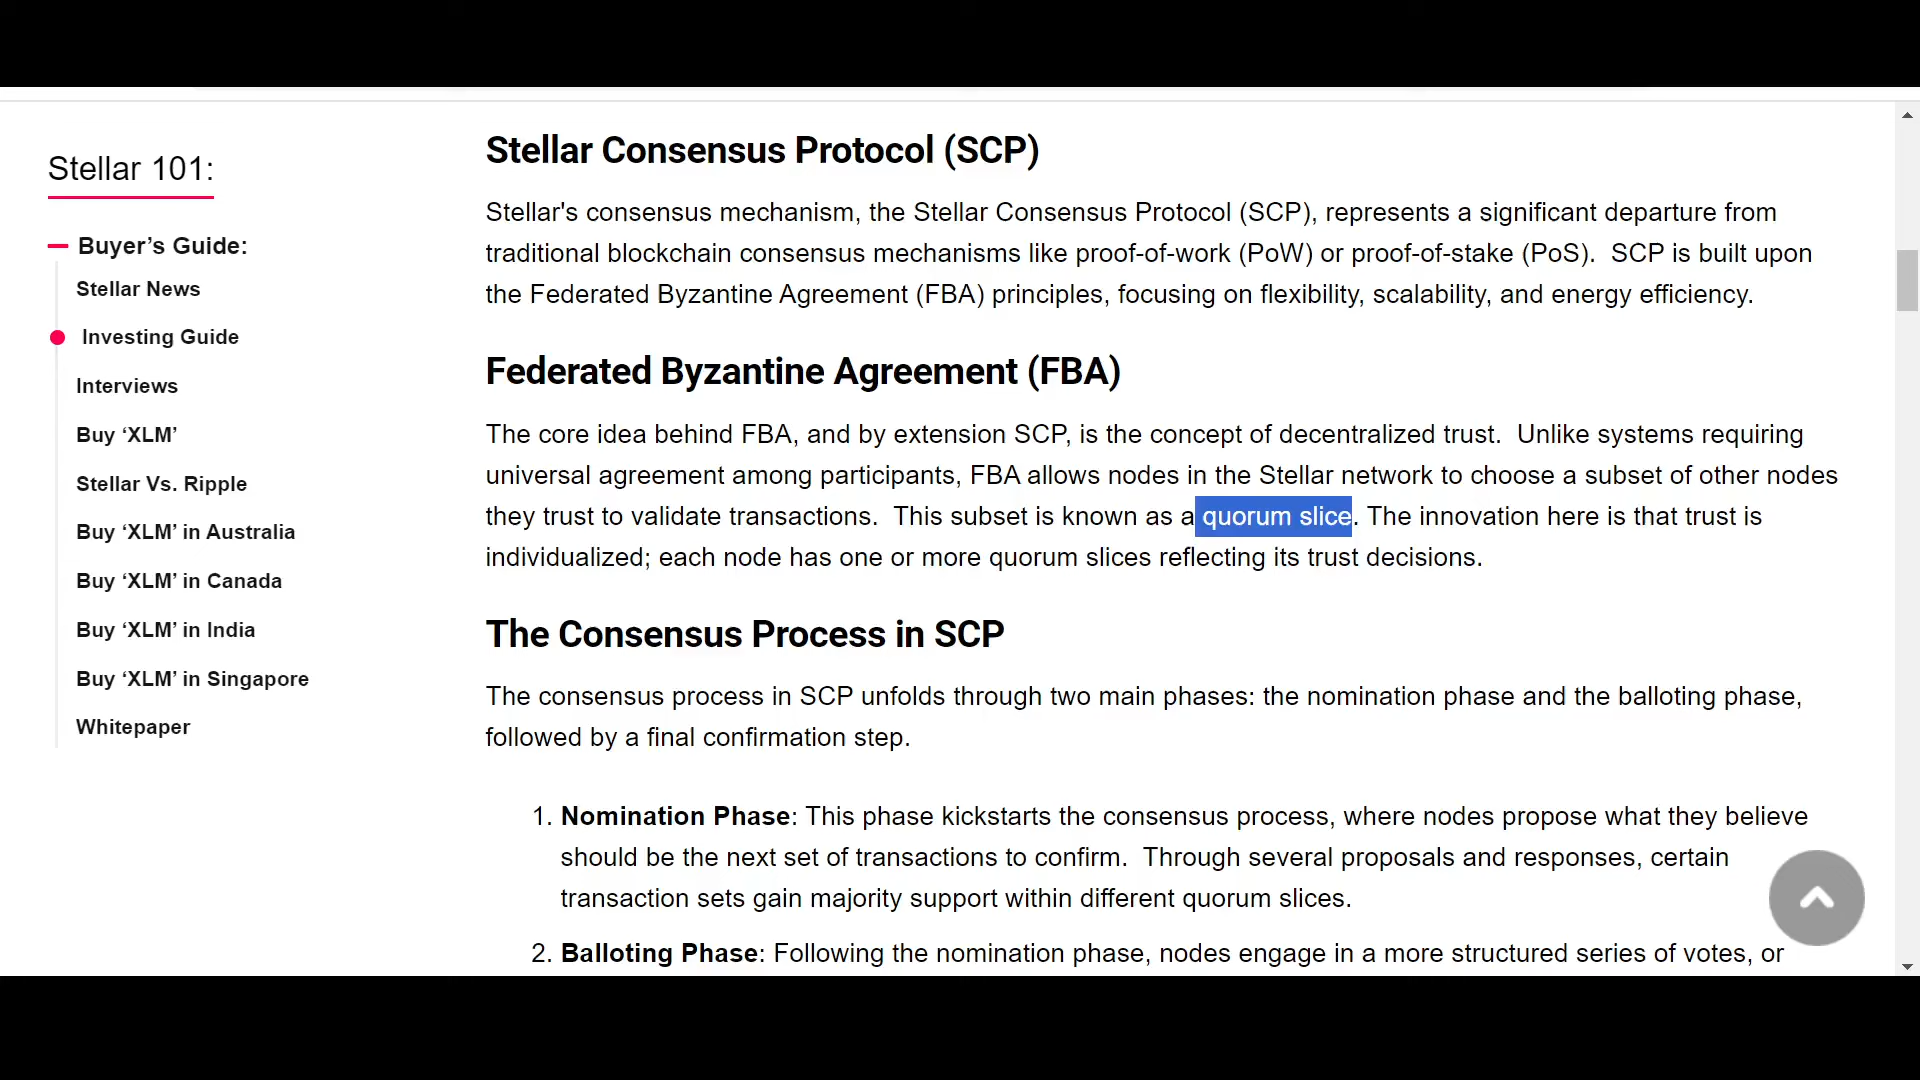 Stellar 101:
Buyer’s Guide:
Stellar News
Investing Guide
Interviews
Buy ‘XLM’
Stellar Vs. Ripple
Buy ‘XLM’ in Australia
Buy ‘XLM’ in Canada
Buy ‘XLM’ in India
Buy ‘XLM’ in Singapore
Whitepaper
Stellar Consensus Protocol (SCP)
Stellar's consensus mechanism, the Stellar Consensus Protocol (SCP), represents a significant departure from
traditional blockchain consensus mechanisms like proof-of-work (PoW) or proof-of-stake (PoS).  SCP is built upon
the Federated Byzantine Agreement (FBA) principles, focusing on flexibility, scalability, and energy efficiency.
Federated Byzantine Agreement (FBA)
The core idea behind FBA, and by extension SCP, is the concept of decentralized trust.  Unlike systems requiring
universal agreement among participants, FBA allows nodes in the Stellar network to choose a subset of other nodes
they trust to validate transactions.  This subset is known as a quorum slice. The innovation here is that trust is
individualized; each node has one or more quorum slices reflecting its trust decisions.
The Consensus Process in SCP
The consensus process in SCP unfolds through two main phases: the nomination phase and the balloting phase,
followed by a final confirmation step.
1. Nomination Phase: This phase kickstarts the consensus process, where nodes propose what they believe
should be the next set of transactions to confirm.  Through several proposals and responses, certain
transaction sets gain majority support within different quorum slices.
2. Balloting Phase: Following the nomination phase, nodes engage in a more structured series of votes, or